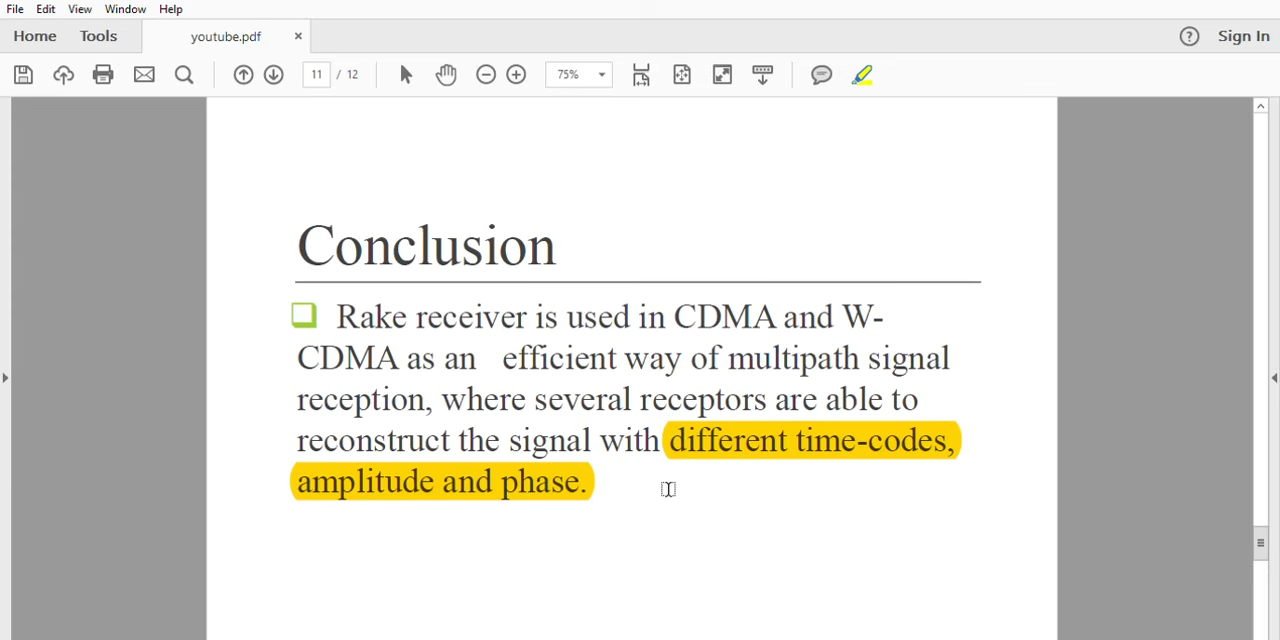 File Edit View Window Help
Home Tools youtube.pdf × ? Sign In
11 / 12 75%
Conclusion
Rake receiver is used in CDMA and W-
CDMA as an efficient way of multipath signal
reception, where several receptors are able to
reconstruct the signal with different time-codes,
amplitude and phase.